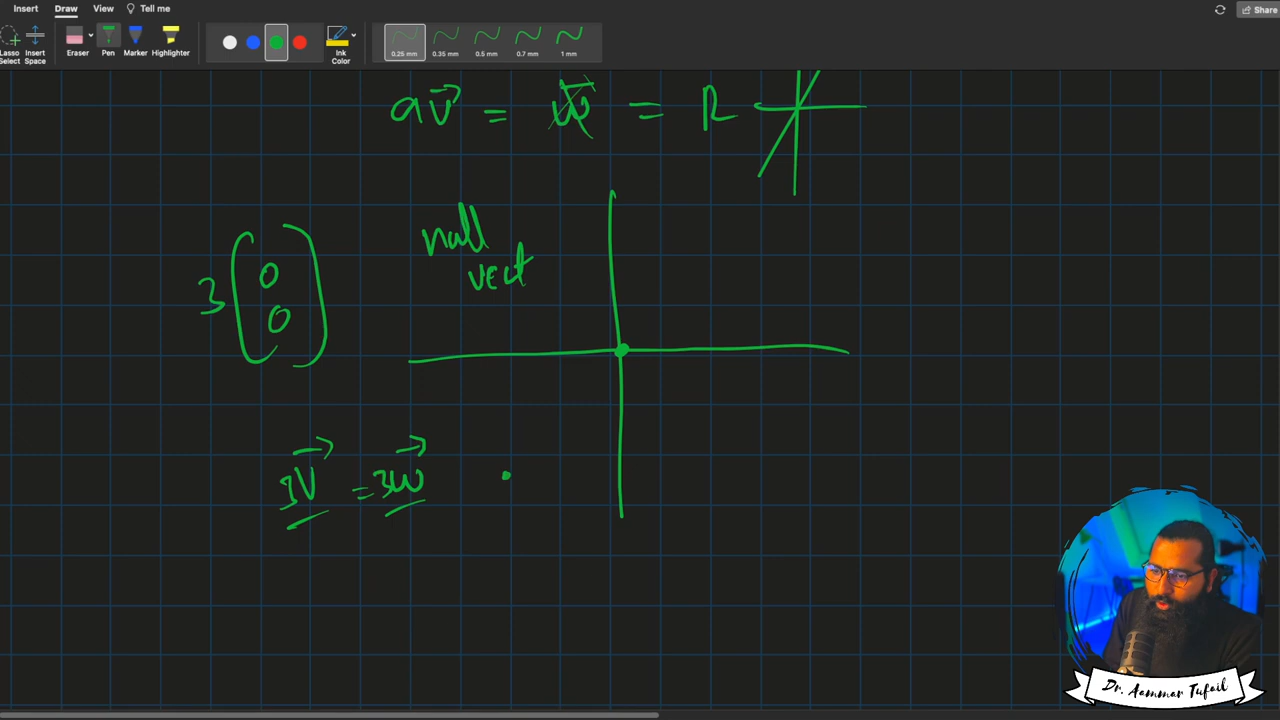 Insert Draw View Tell me
Share
Lasso Select
Insert Space
Eraser
Pen
Marker
Highlighter
Ink Color
0.25 mm
0.35 mm
0.5 mm
0.7 mm
1 mm
av⃗ = w⃗ = R
null
vect
3 (0
0)
3V⃗ = 3w⃗ .
Dr. Aammar Tufail